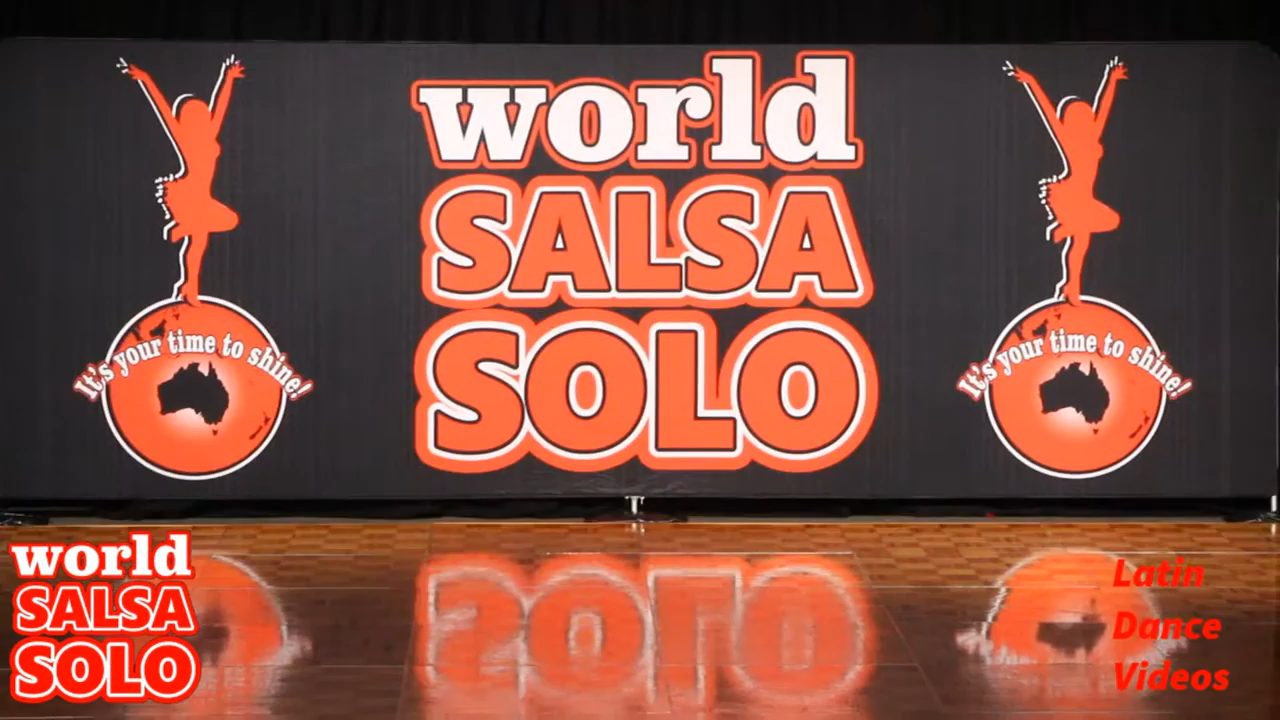 world
SALSA
SOLO
It's your time to shine!
It's your time to shine!
world
SALSA
SOLO
Latin
Dance
Videos